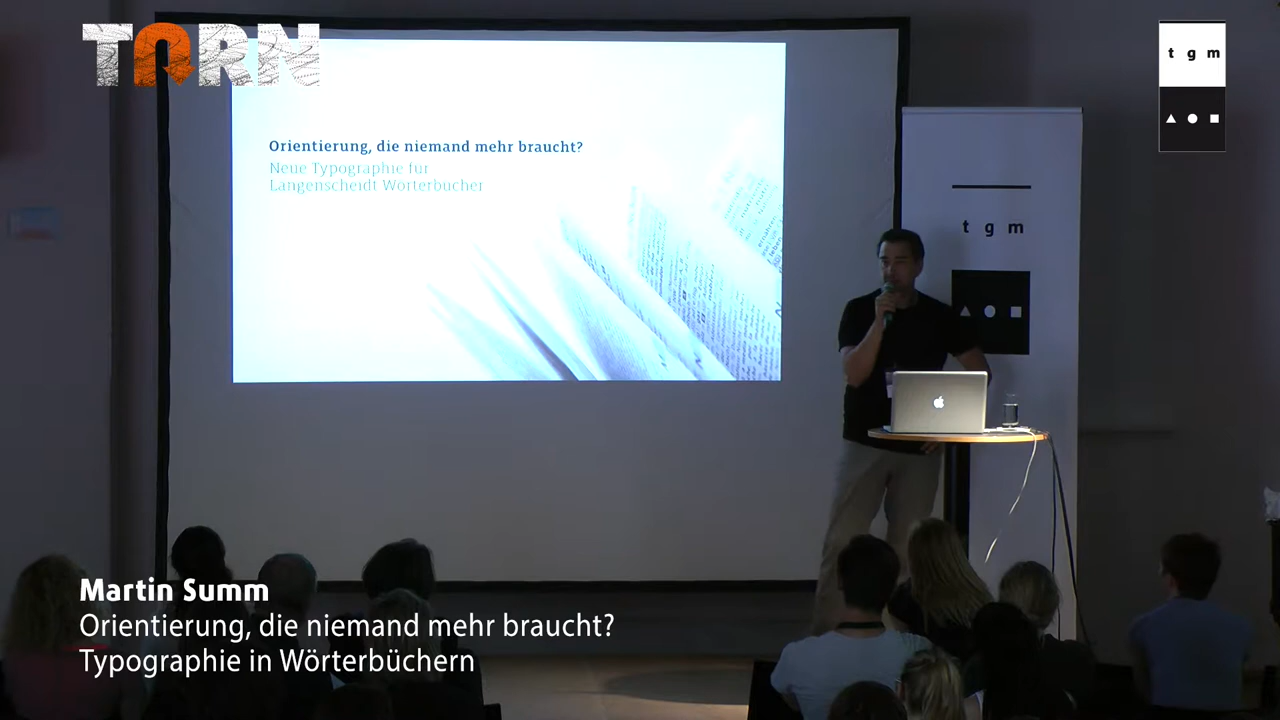 TARN
t g m
Orientierung, die niemand mehr braucht?
Neue Typographie für
Langenscheidt Wörterbücher
t g m
Martin Summ
Orientierung, die niemand mehr braucht?
Typographie in Wörterbüchern